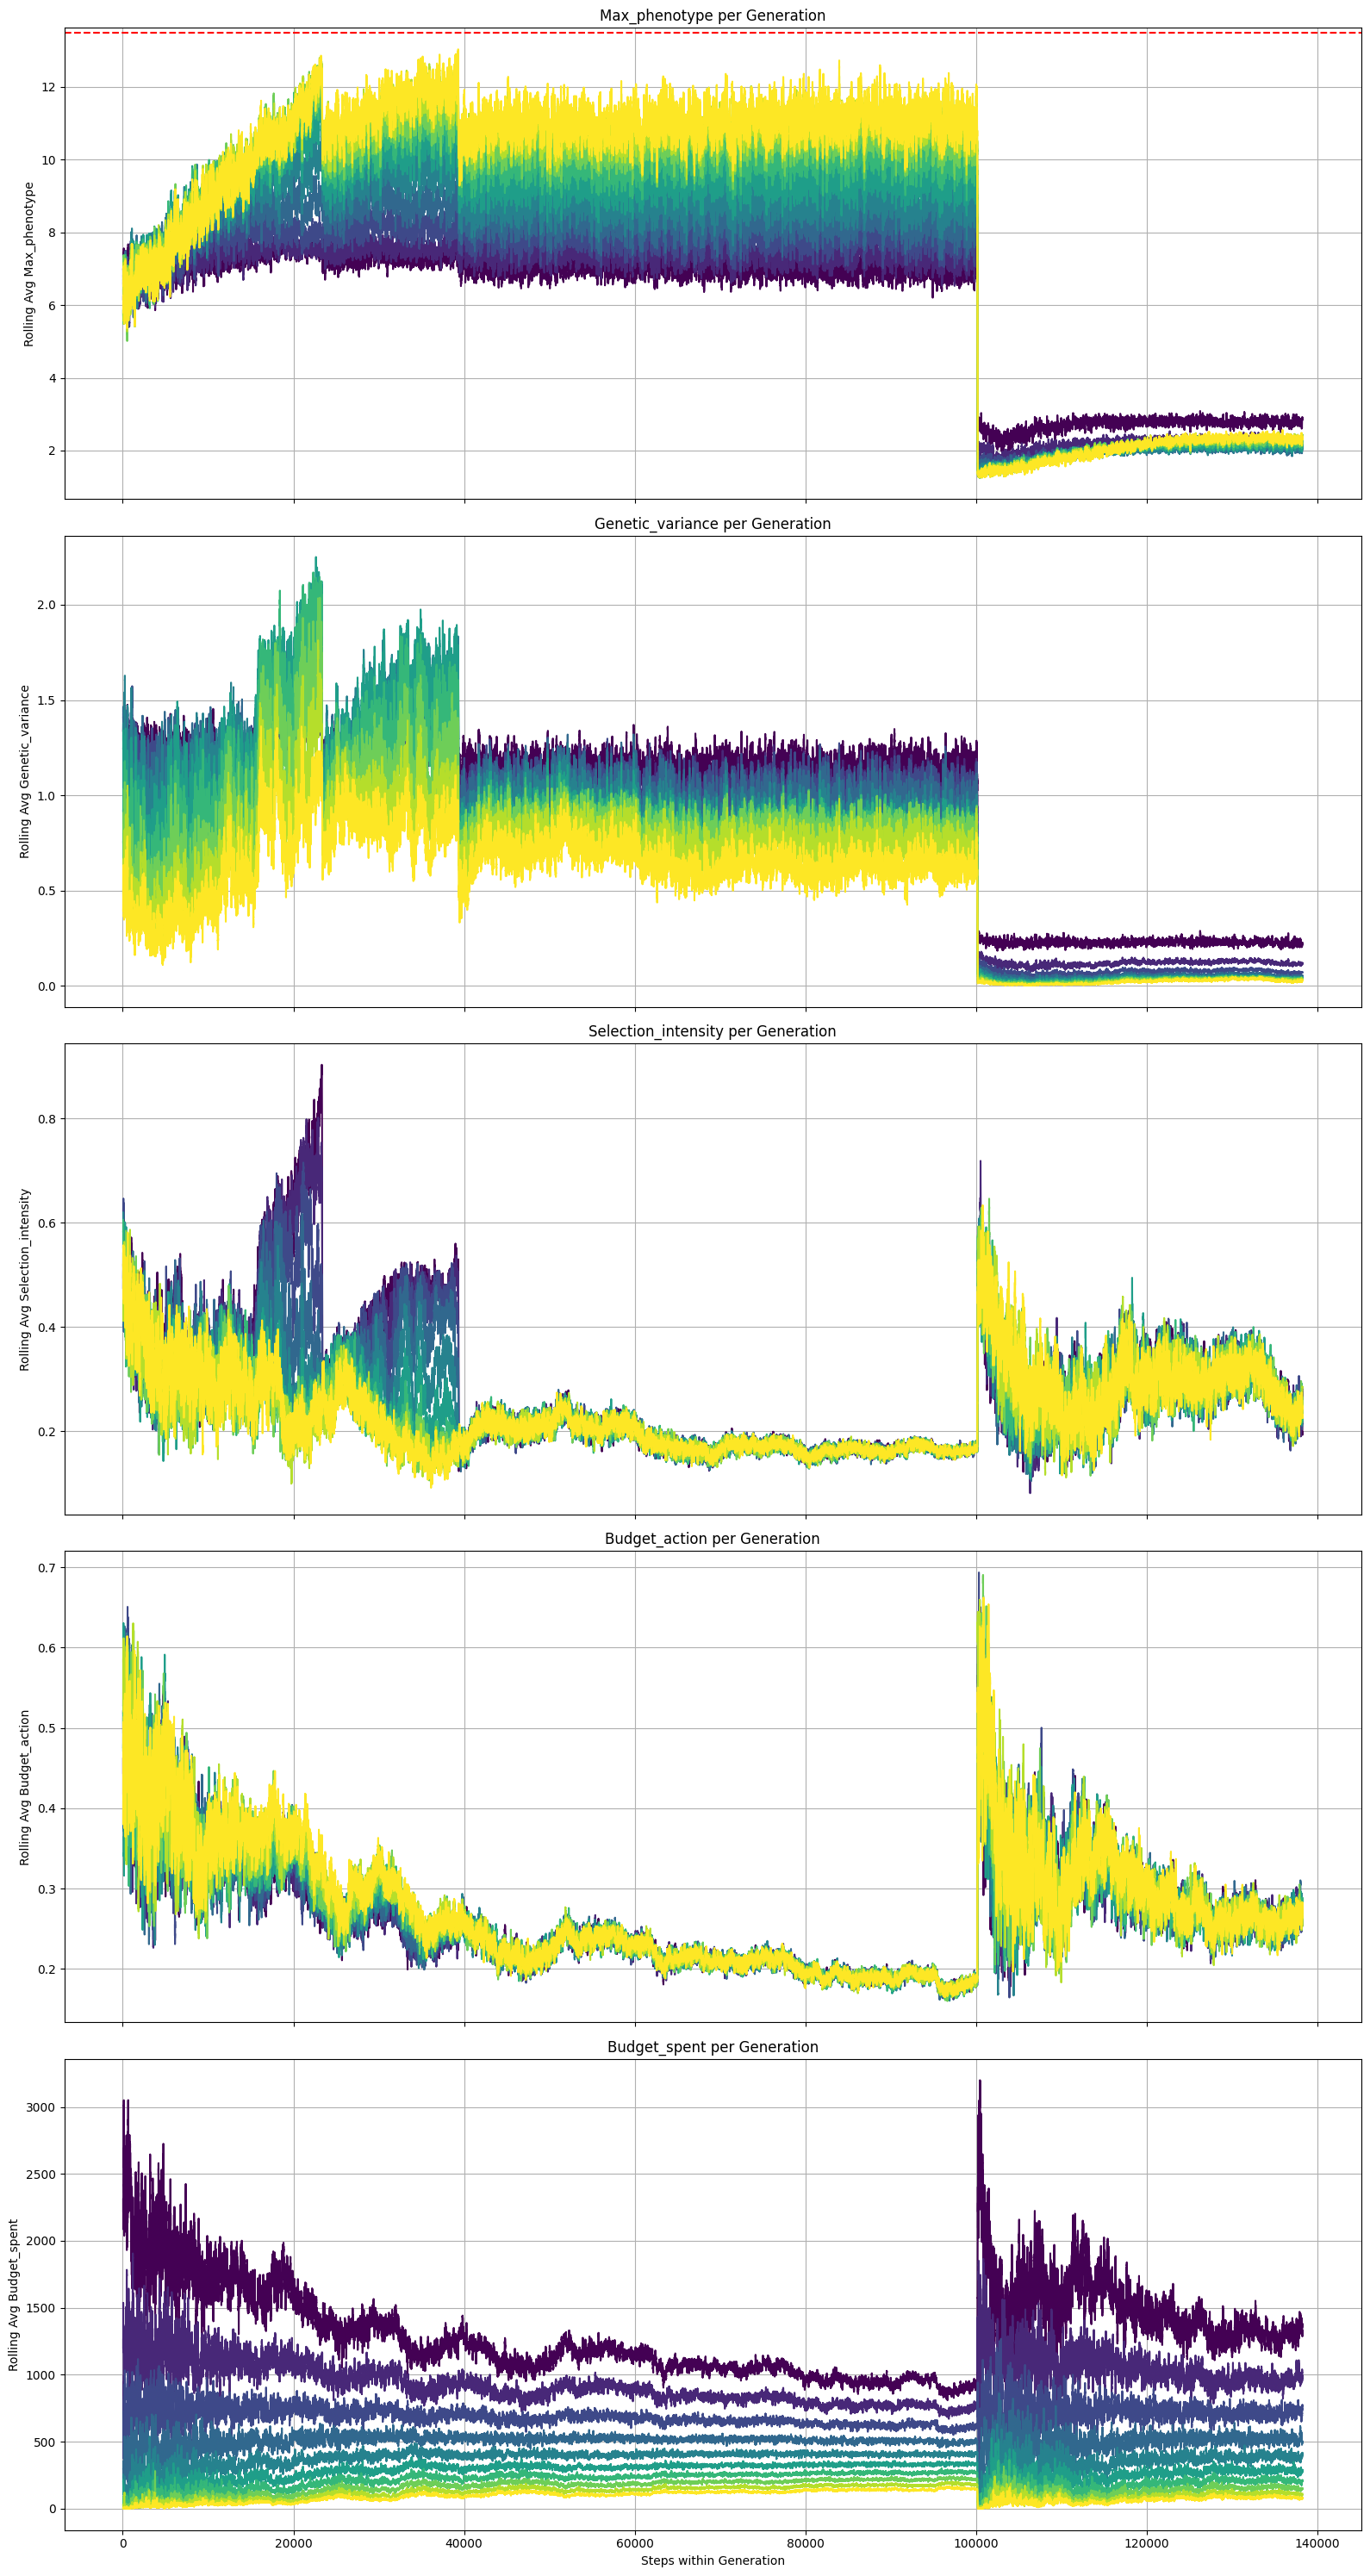 Max_phenotype per Generation
Rolling Avg Max_phenotype
12
10
8
6
4
2
Genetic_variance per Generation
Rolling Avg Genetic_variance
2.0
1.5
1.0
0.5
0.0
Selection_intensity per Generation
Rolling Avg Selection_intensity
0.8
0.6
0.4
0.2
Budget_action per Generation
Rolling Avg Budget_action
0.7
0.6
0.5
0.4
0.3
0.2
Budget_spent per Generation
Rolling Avg Budget_spent
3000
2500
2000
1500
1000
500
0
0 20000 40000 60000 80000 100000 120000 140000
Steps within Generation